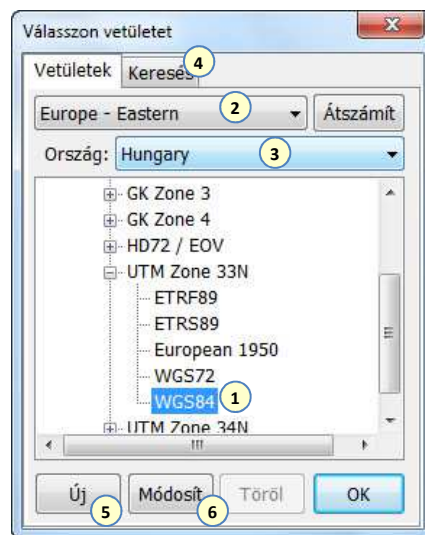 Válasszon vetületet
Vetületek Keresés 4
Europe - Eastern 2 Átszámít
Ország: Hungary 3
GK Zone 3
GK Zone 4
HD72 / EOV
UTM Zone 33N
ETRF89
ETRS89
European 1950
WGS72
WGS84 1
UTM Zone 34N
Új 5 Módosít 6 Töröl OK